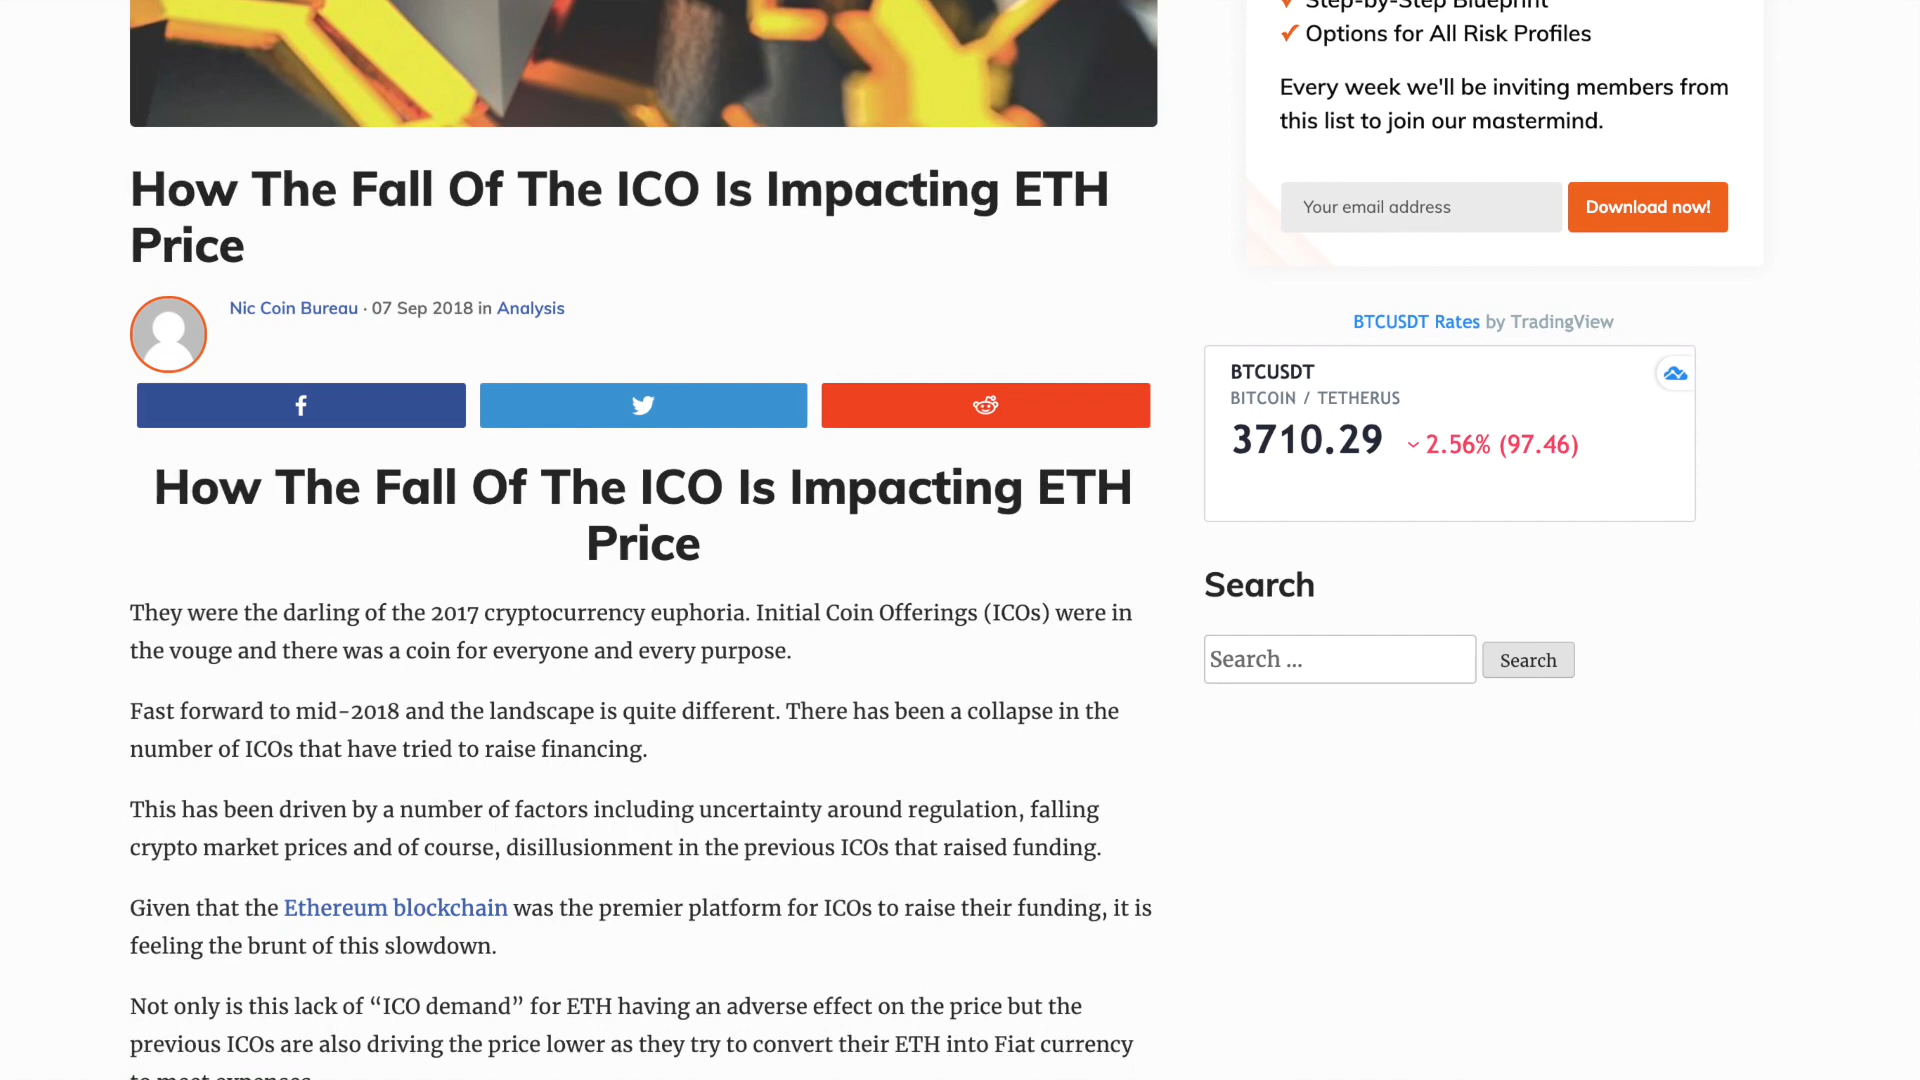 How The Fall Of The ICO Is Impacting ETH
Price
Nic Coin Bureau · 07 Sep 2018 in Analysis
How The Fall Of The ICO Is Impacting ETH
Price
They were the darling of the 2017 cryptocurrency euphoria. Initial Coin Offerings (ICOs) were in
the vouge and there was a coin for everyone and every purpose.
Fast forward to mid-2018 and the landscape is quite different. There has been a collapse in the
number of ICOs that have tried to raise financing.
This has been driven by a number of factors including uncertainty around regulation, falling
crypto market prices and of course, disillusionment in the previous ICOs that raised funding.
Given that the Ethereum blockchain was the premier platform for ICOs to raise their funding, it is
feeling the brunt of this slowdown.
Not only is this lack of “ICO demand” for ETH having an adverse effect on the price but the
previous ICOs are also driving the price lower as they try to convert their ETH into Fiat currency
to meet expenses.
Step-by-Step Blueprint
✓ Options for All Risk Profiles
Every week we'll be inviting members from
this list to join our mastermind.
Your email address
Download now!
BTCUSDT Rates by TradingView
BTCUSDT
BITCOIN / TETHERUS
3710.29 2.56% (97.46)
Search
Search ...
Search